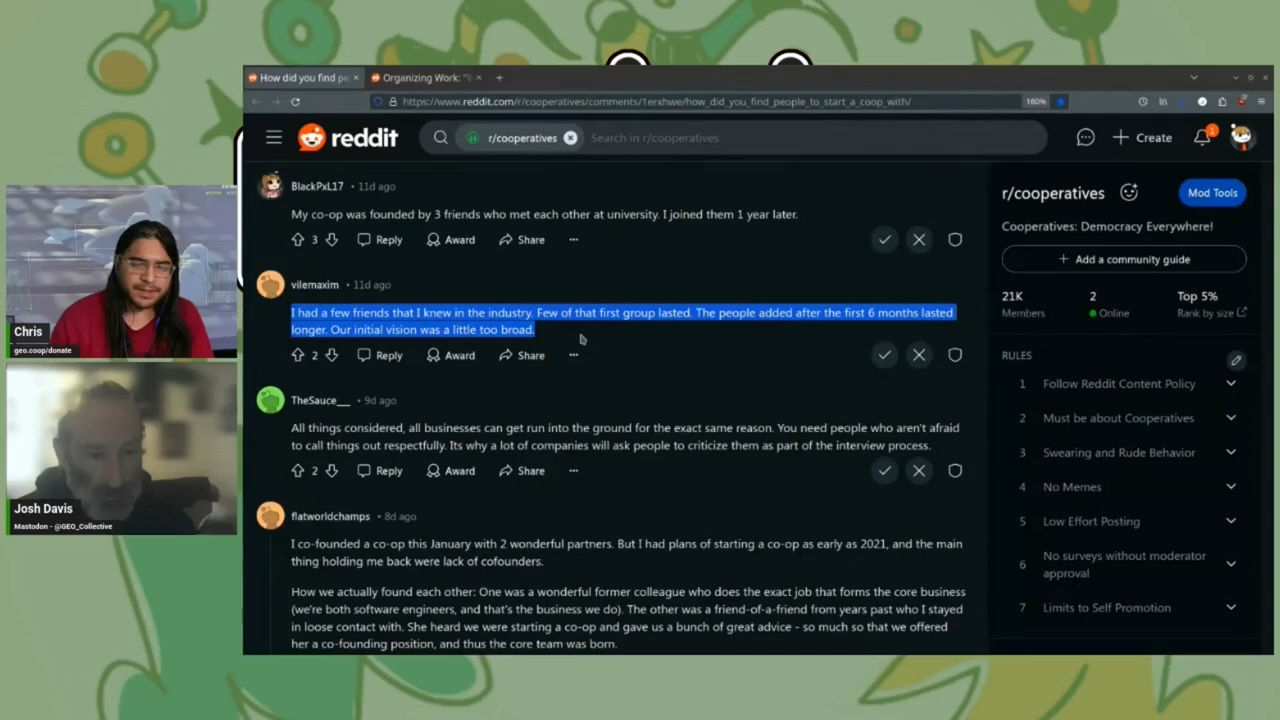 How did you find pe
Organizing Work: "
https://www.reddit.com/r/cooperatives/comments/1erxhwe/how_did_you_find_people_to_start_a_coop_with/
160%
reddit
r/cooperatives
Search in r/cooperatives
Create
1
BlackPxL17 • 11d ago
My co-op was founded by 3 friends who met each other at university. I joined them 1 year later.
3 Reply Award Share
vilemaxim • 11d ago
I had a few friends that I knew in the industry. Few of that first group lasted. The people added after the first 6 months lasted
longer. Our initial vision was a little too broad.
2 Reply Award Share
TheSauce__ • 9d ago
All things considered, all businesses can get run into the ground for the exact same reason. You need people who aren't afraid
to call things out respectfully. Its why a lot of companies will ask people to criticize them as part of the interview process.
2 Reply Award Share
flatworldchamps • 8d ago
I co-founded a co-op this January with 2 wonderful partners. But I had plans of starting a co-op as early as 2021, and the main
thing holding me back were lack of cofounders.
How we actually found each other: One was a wonderful former colleague who does the exact job that forms the core business
(we're both software engineers, and that's the business we do). The other was a friend-of-a-friend from years past who I stayed
in loose contact with. She heard we were starting a co-op and gave us a bunch of great advice - so much so that we offered
her a co-founding position, and thus the core team was born.
r/cooperatives
Mod Tools
Cooperatives: Democracy Everywhere!
Add a community guide
21K 2 Top 5%
Members Online Rank by size
RULES
1 Follow Reddit Content Policy
2 Must be about Cooperatives
3 Swearing and Rude Behavior
4 No Memes
5 Low Effort Posting
6 No surveys without moderator
approval
7 Limits to Self Promotion
Chris
geo.coop/donate
Josh Davis
Mastodon - @GEO_Collective